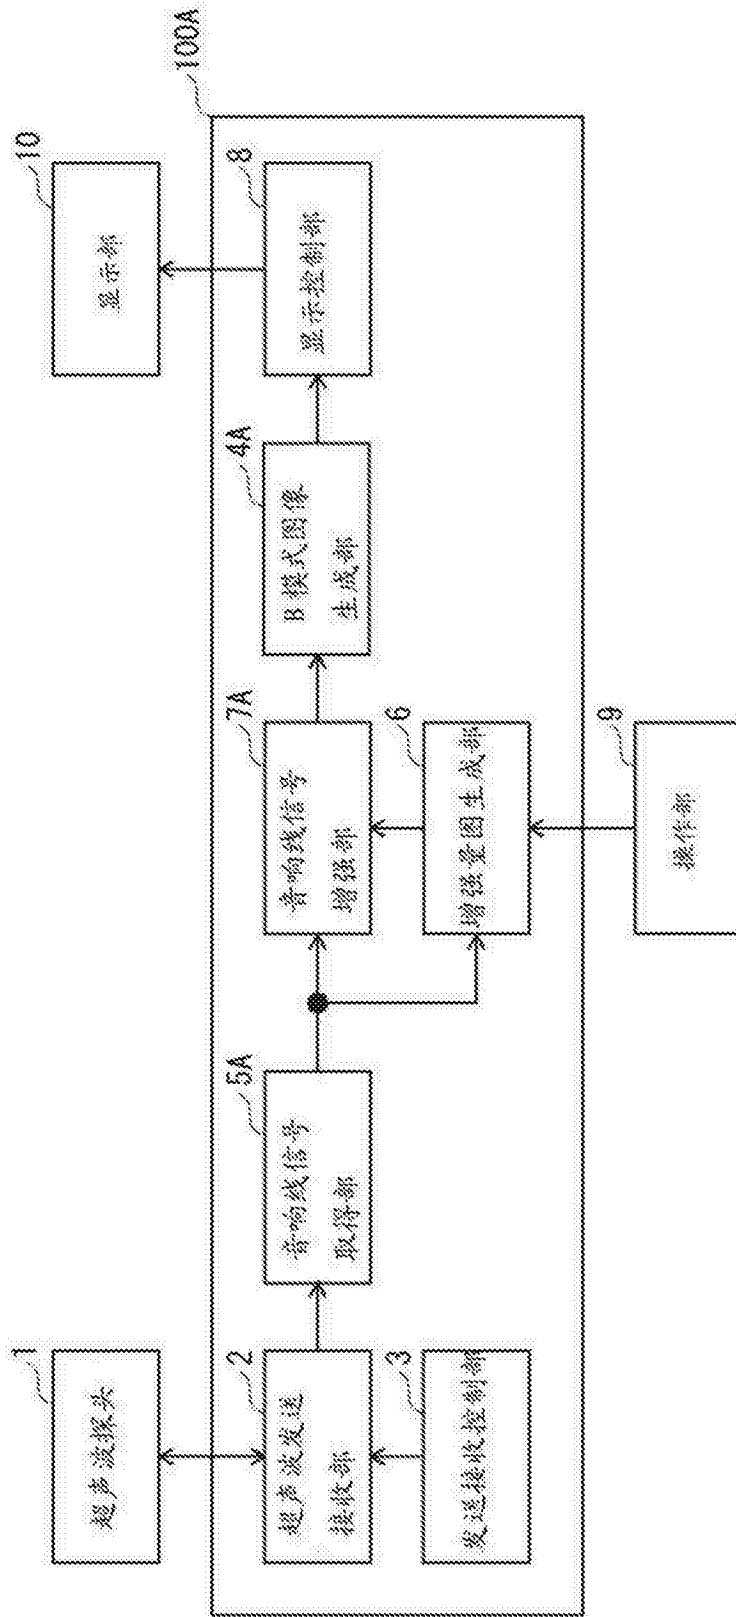 100A
1
超声波探头
10
显示部
2
超声波发送
接收部
5A
音响线信号
取得部
7A
音响线信号
增强部
4A
B 模式图像
生成部
8
显示控制部
3
发送接收控制部
6
增强量图生成部
9
操作部